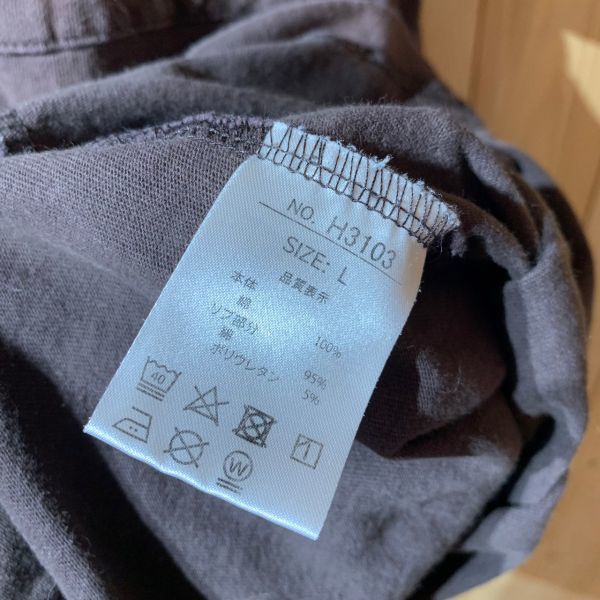 NO. H3103
SIZE: L
品質表示
本体
綿 100%
リブ部分
綿 95%
ポリウレタン 5%
40
W